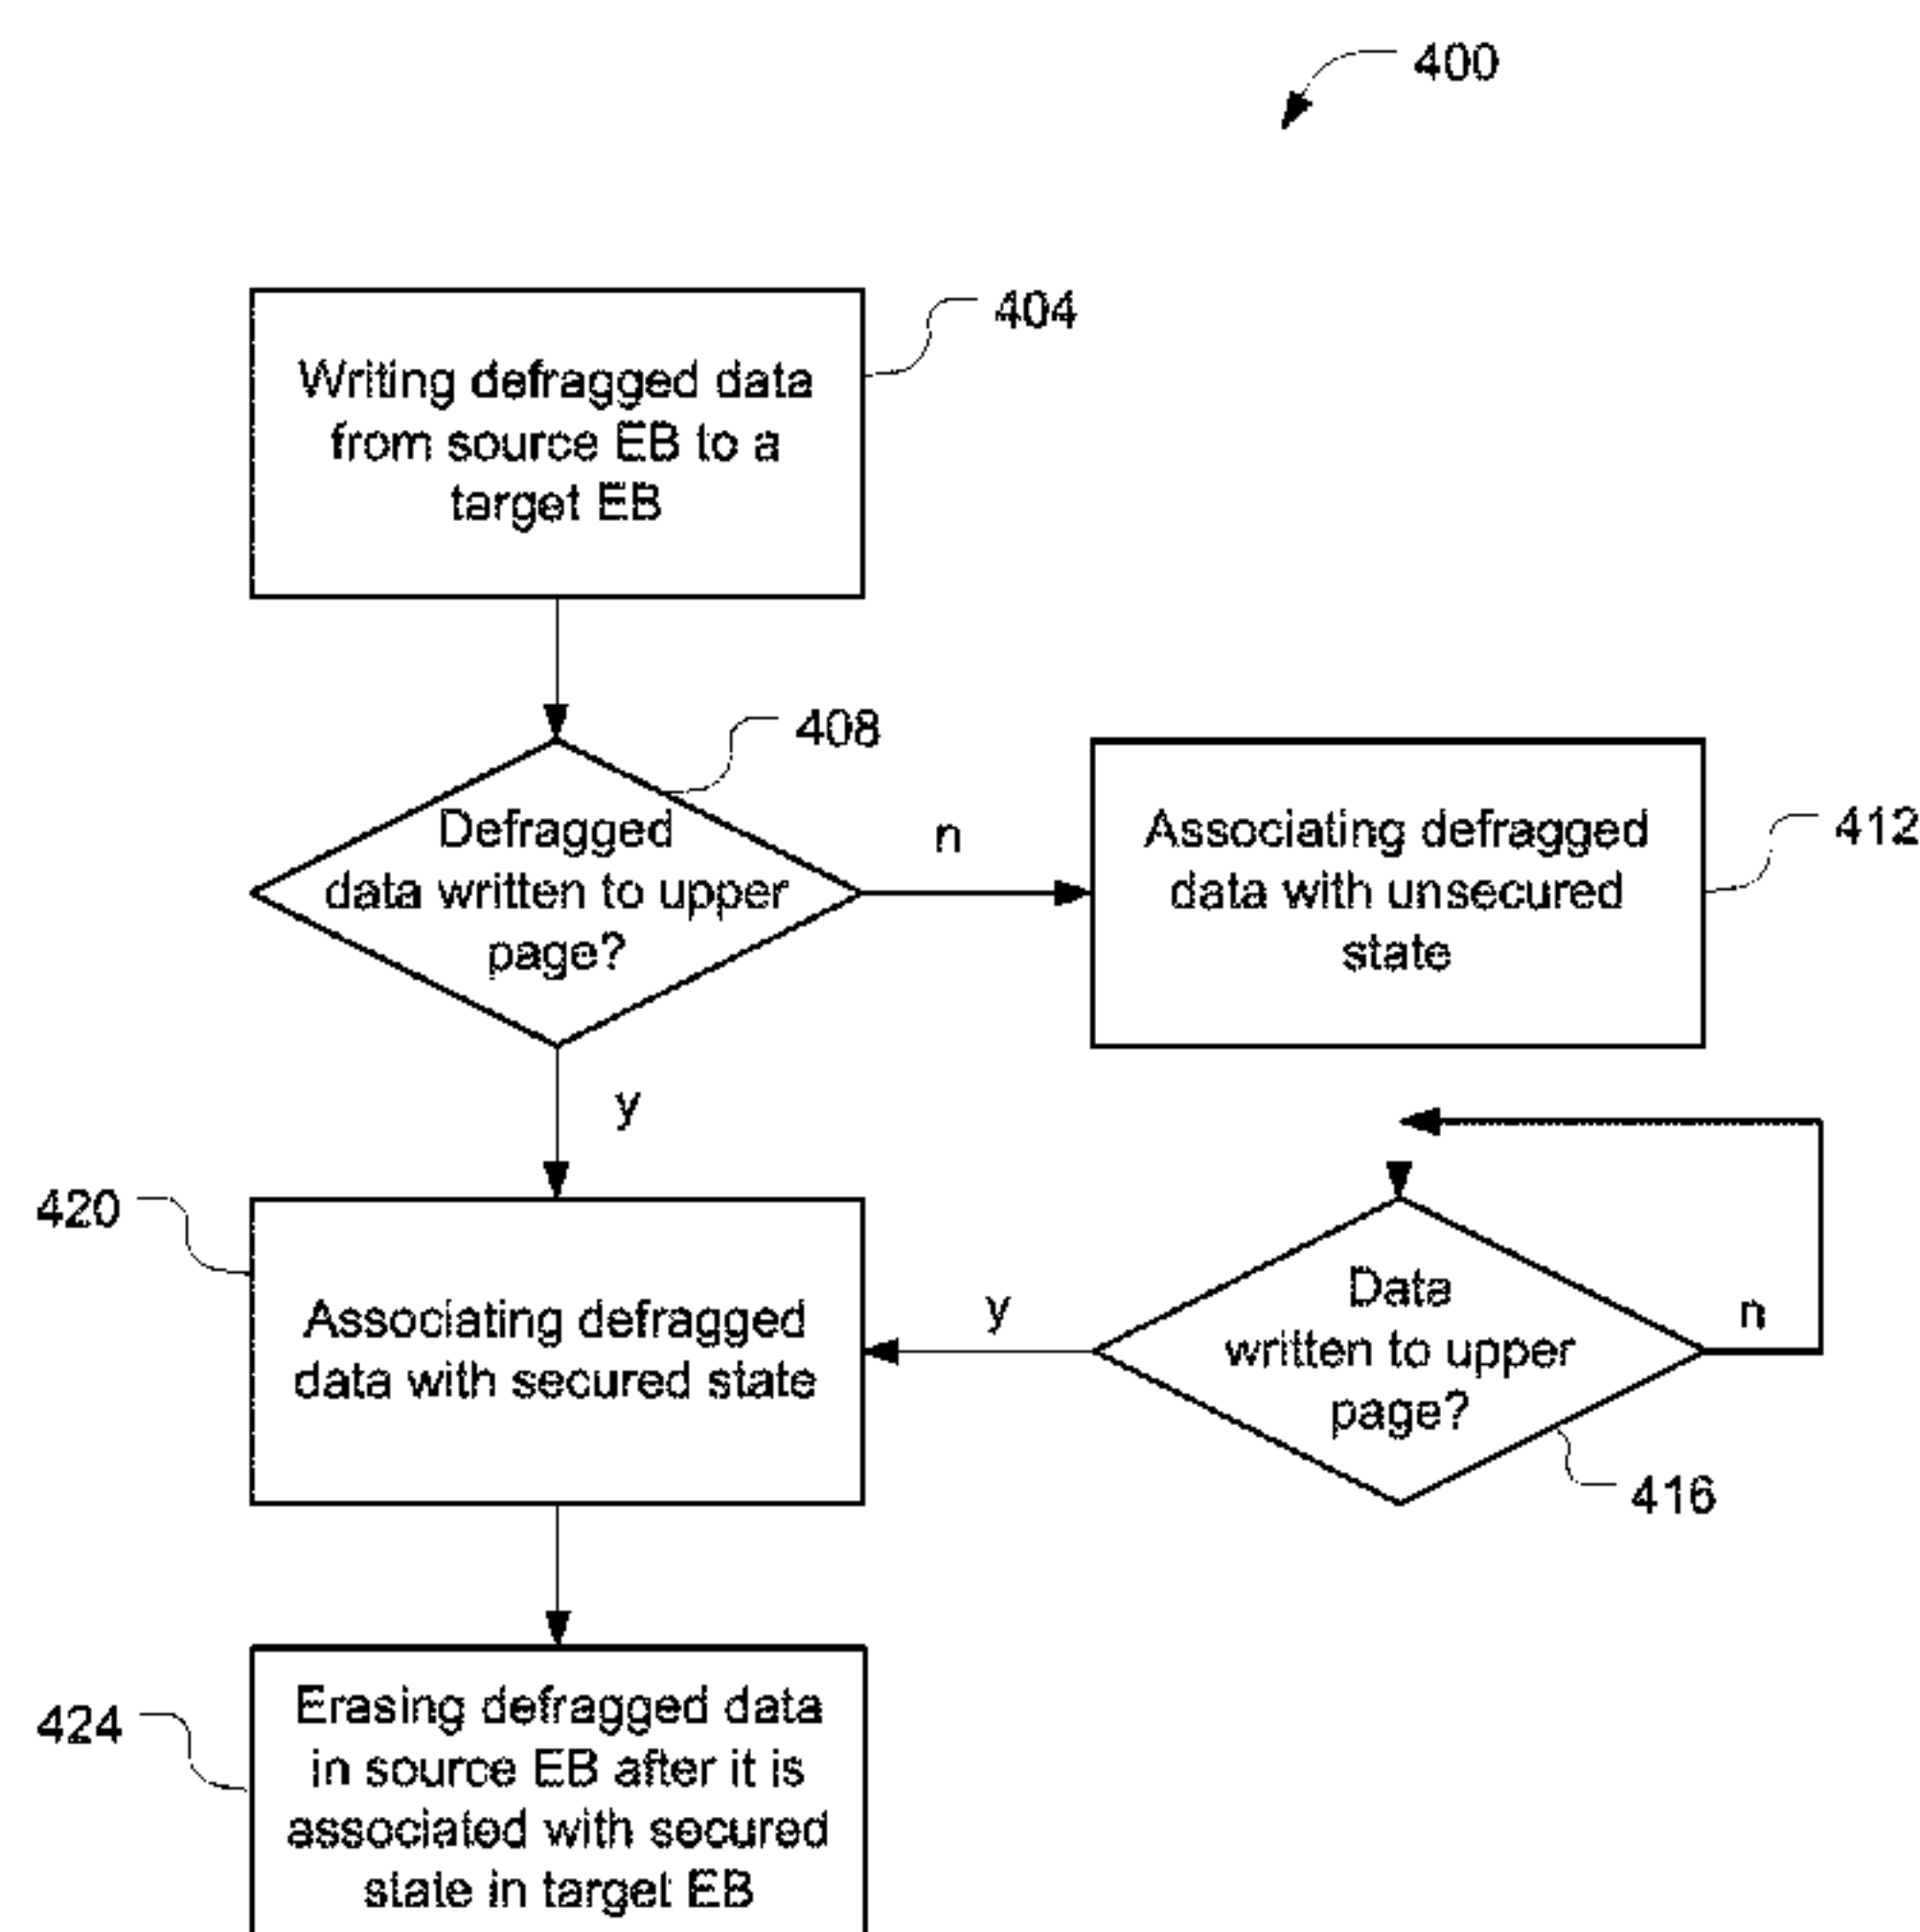 400
404
Writing defragged data
from source EB to a
target EB
408
Defragged
data written to upper
page?
n
412
Associating defragged
data with unsecured
state
y
420
Associating defragged
data with secured state
y
Data
written to upper
page?
n
416
424
Erasing defragged data
in source EB after it is
associated with secured
state in target EB